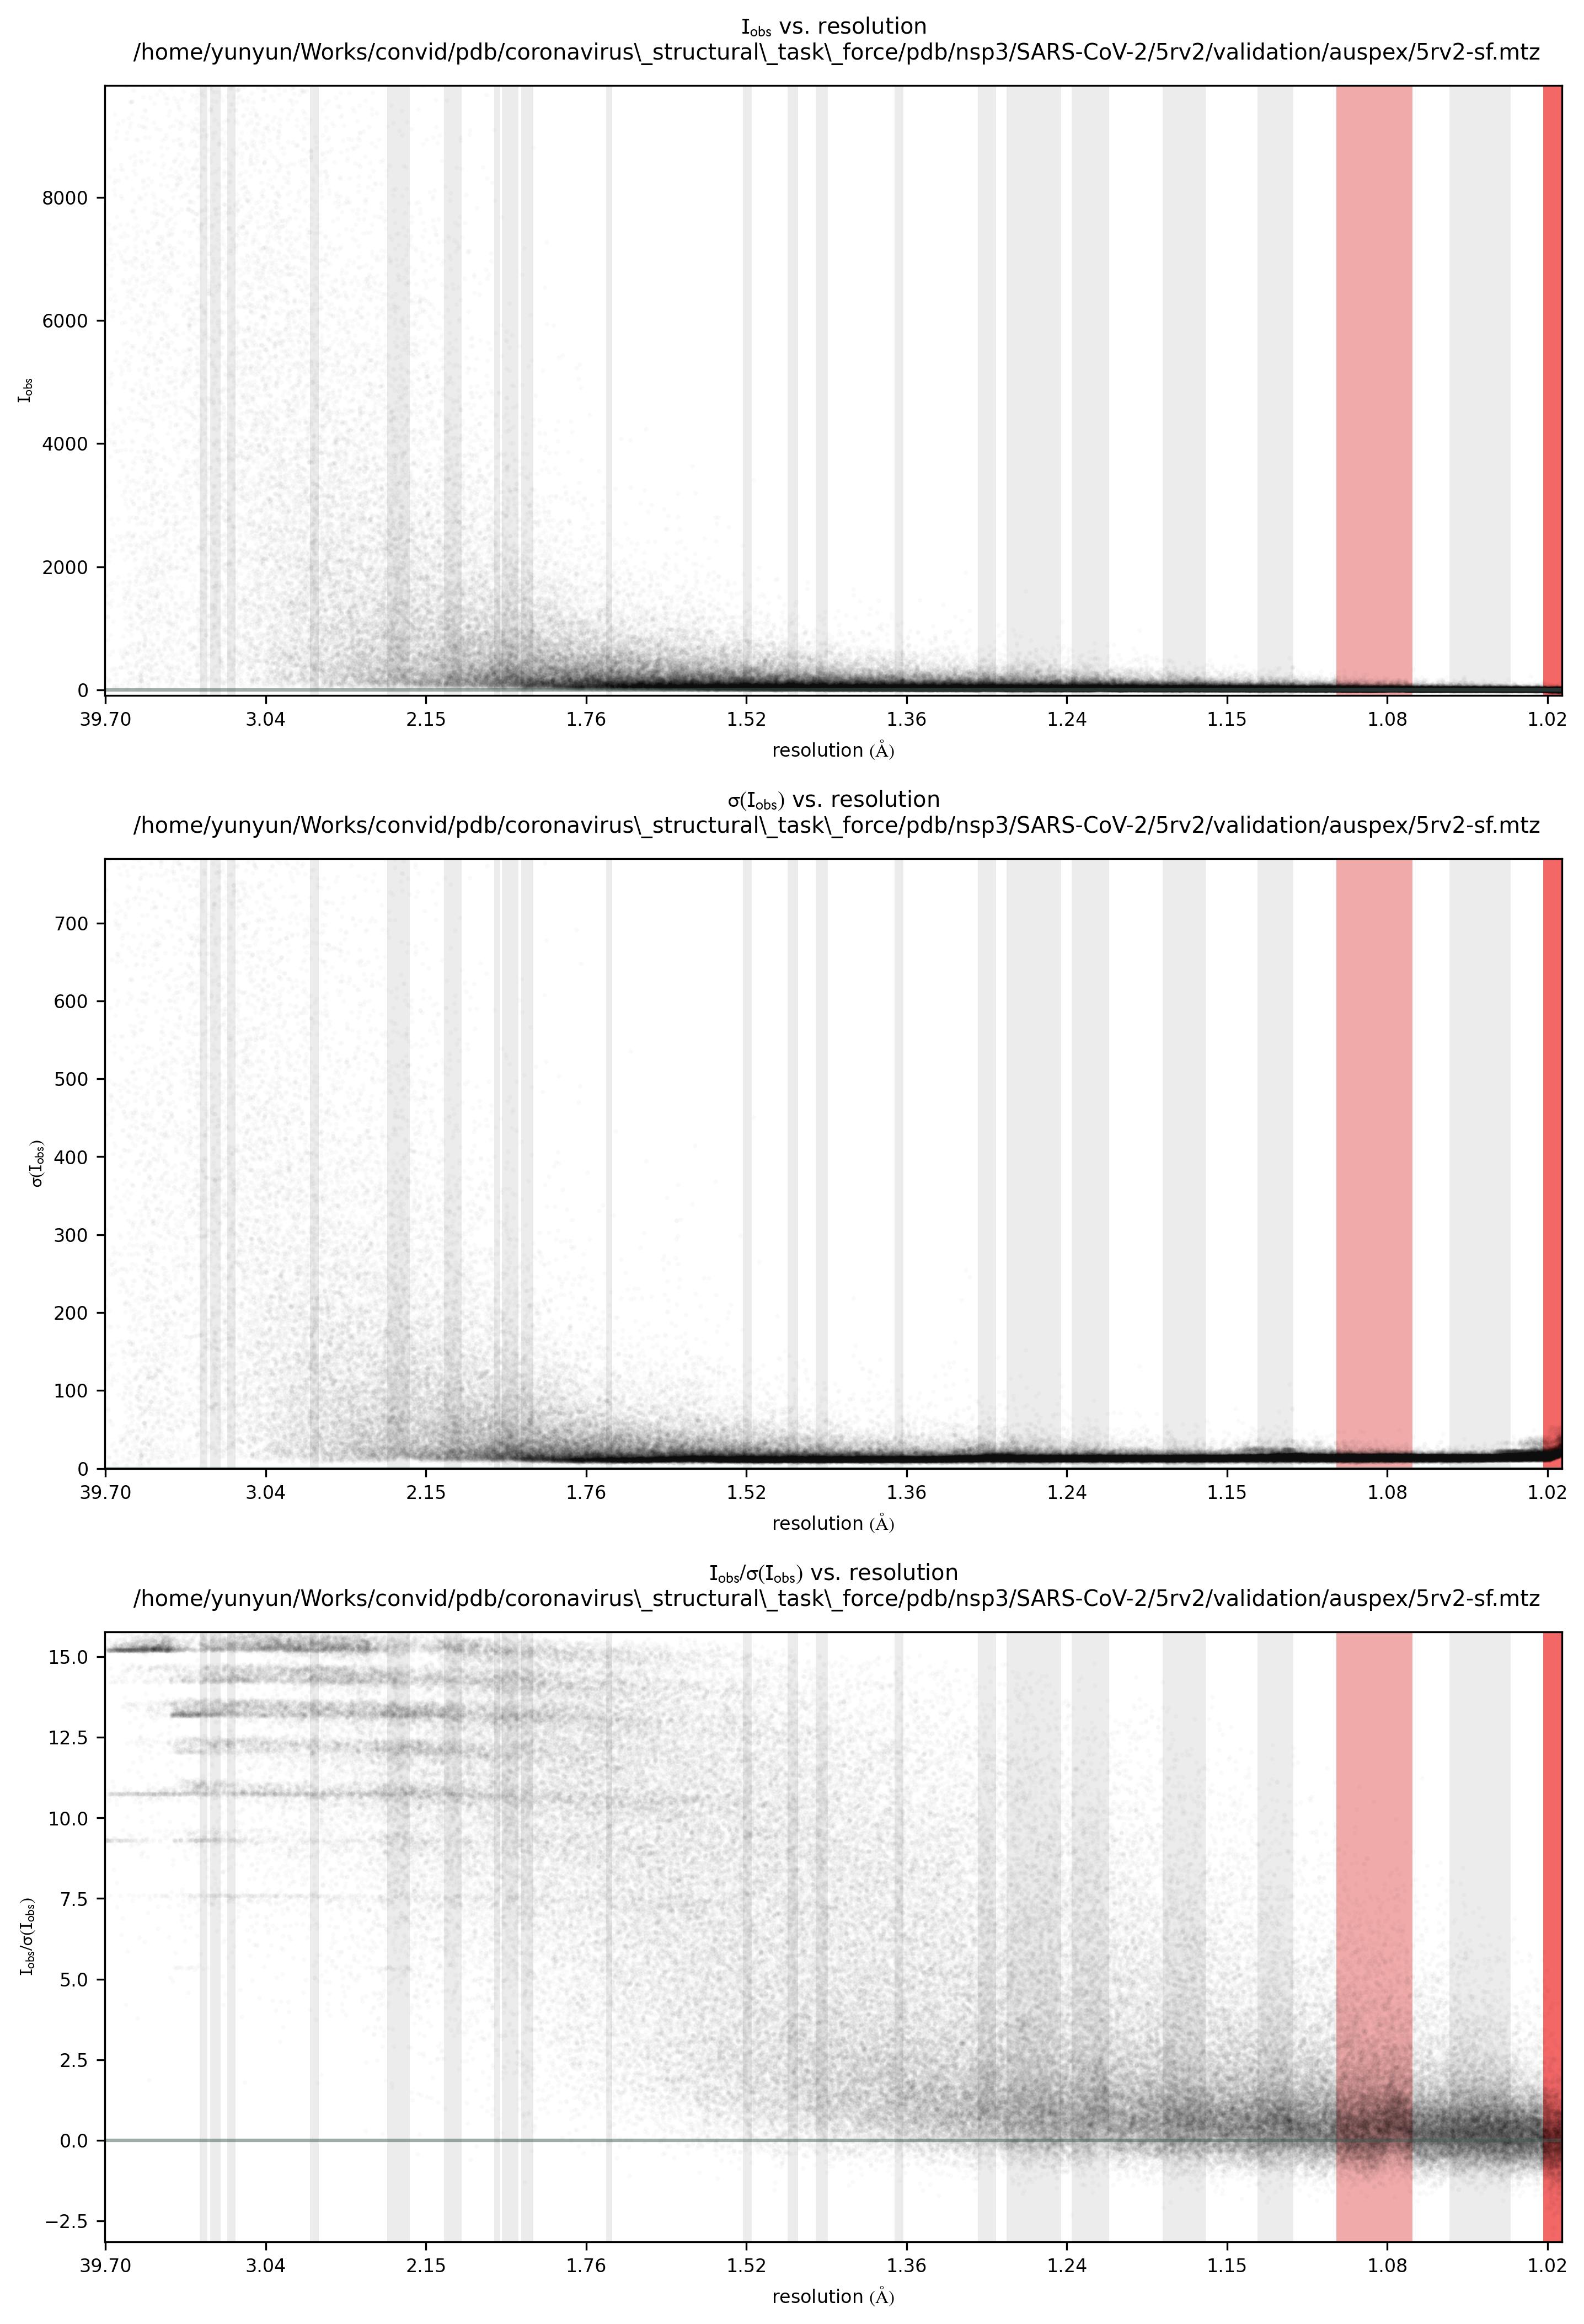 I_obs vs. resolution
/home/yunyun/Works/convid/pdb/coronavirus\_structural\_task\_force/pdb/nsp3/SARS-CoV-2/5rv2/validation/auspex/5rv2-sf.mtz
8000
6000
4000
2000
0
I_obs
39.70 3.04 2.15 1.76 1.52 1.36 1.24 1.15 1.08 1.02
resolution (Å)
σ(I_obs) vs. resolution
/home/yunyun/Works/convid/pdb/coronavirus\_structural\_task\_force/pdb/nsp3/SARS-CoV-2/5rv2/validation/auspex/5rv2-sf.mtz
700
600
500
400
300
200
100
0
σ(I_obs)
39.70 3.04 2.15 1.76 1.52 1.36 1.24 1.15 1.08 1.02
resolution (Å)
I_obs/σ(I_obs) vs. resolution
/home/yunyun/Works/convid/pdb/coronavirus\_structural\_task\_force/pdb/nsp3/SARS-CoV-2/5rv2/validation/auspex/5rv2-sf.mtz
15.0
12.5
10.0
7.5
5.0
2.5
0.0
−2.5
I_obs/σ(I_obs)
39.70 3.04 2.15 1.76 1.52 1.36 1.24 1.15 1.08 1.02
resolution (Å)